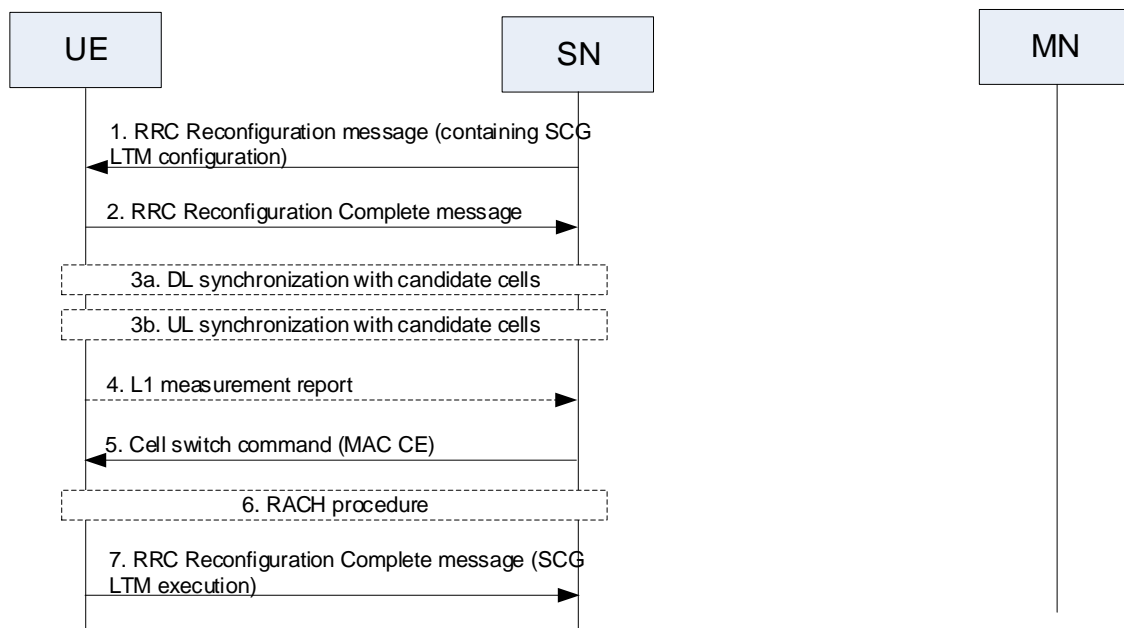 UE
SN
MN
1. RRC Reconfiguration message (containing SCG
LTM configuration)
2. RRC Reconfiguration Complete message
3a. DL synchronization with candidate cells
3b. UL synchronization with candidate cells
4. L1 measurement report
5. Cell switch command (MAC CE)
6. RACH procedure
7. RRC Reconfiguration Complete message (SCG
LTM execution)